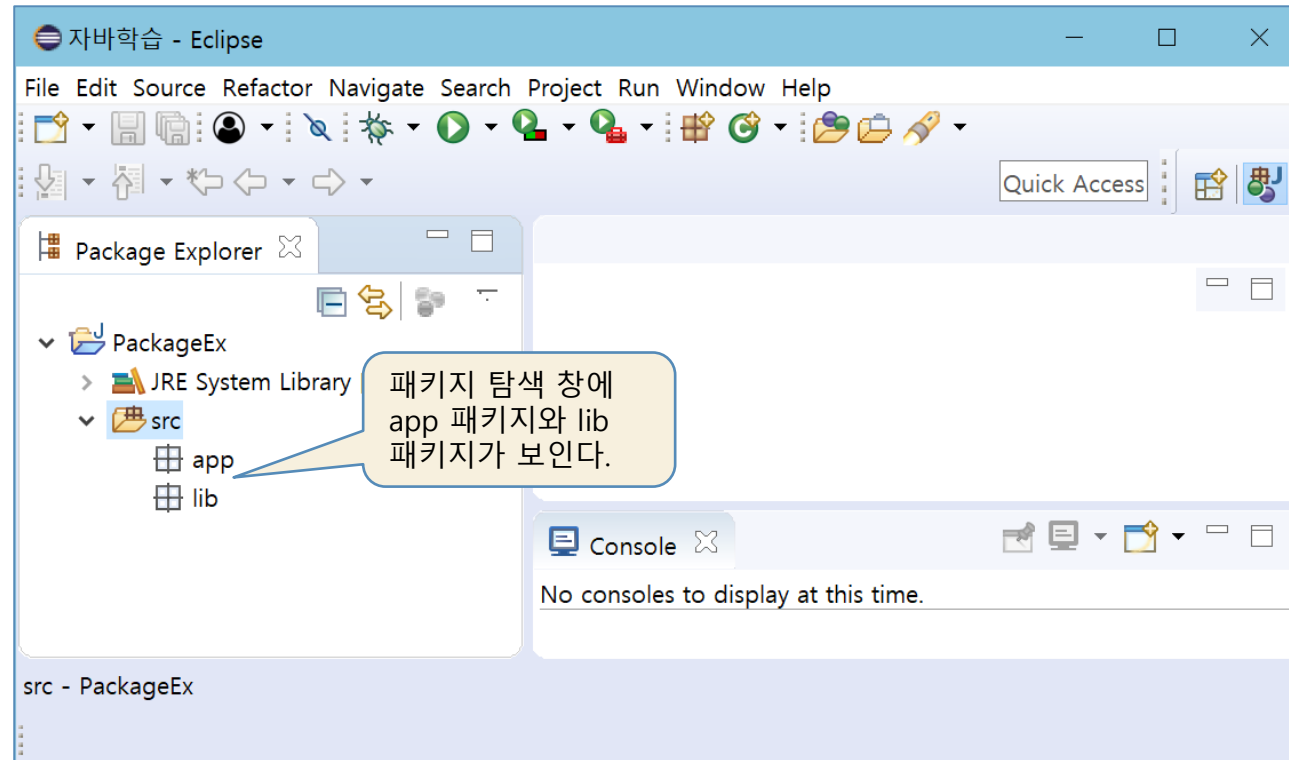 자바학습 - Eclipse
File Edit Source Refactor Navigate Search Project Run Window Help
Quick Access
Package Explorer
PackageEx
JRE System Library
src
app
lib
패키지 탐색 창에
app 패키지와 lib
패키지가 보인다.
Console
No consoles to display at this time.
src - PackageEx